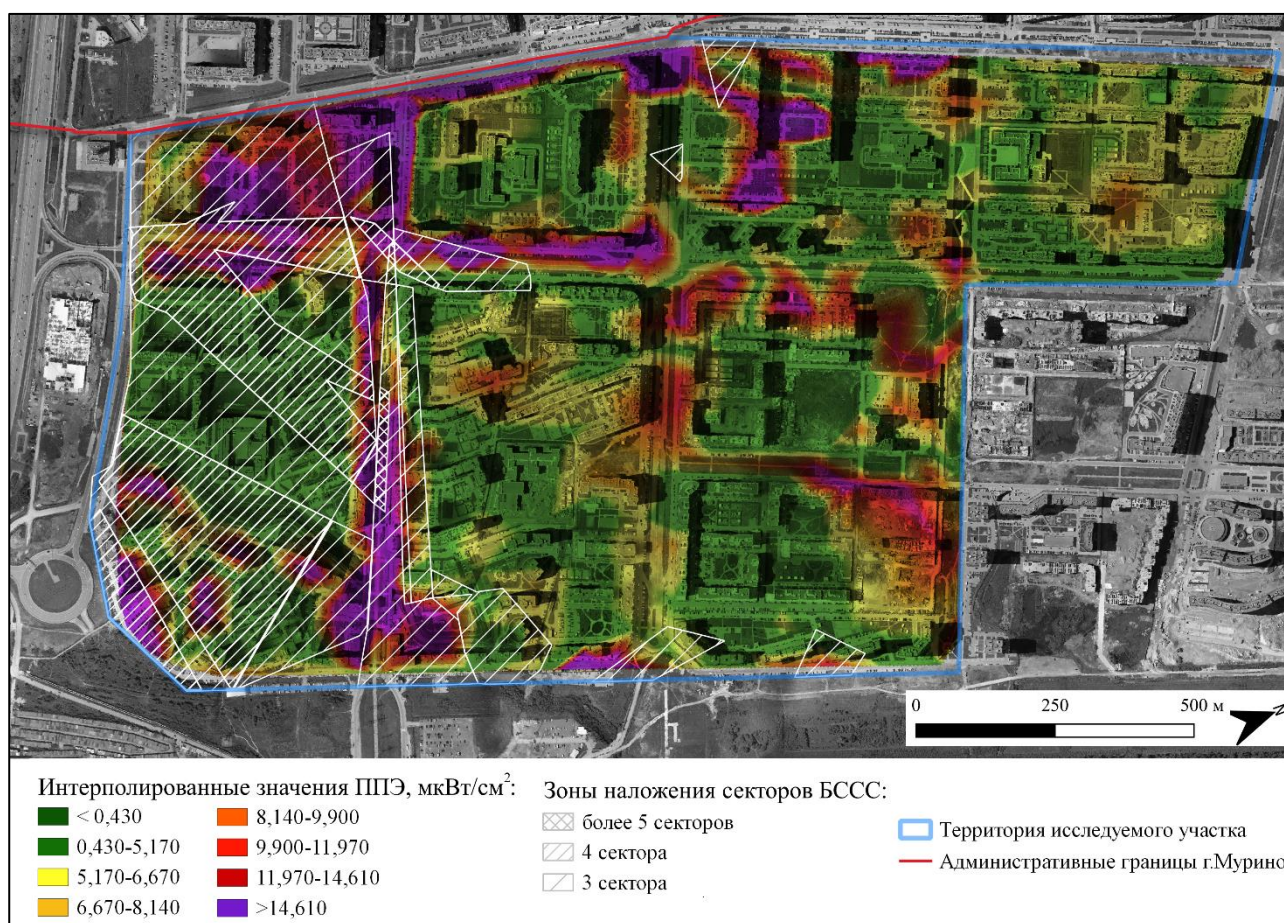 0 250 500 м
Интерполированные значения ППЭ, мкВт/см²:
< 0,430
0,430-5,170
5,170-6,670
6,670-8,140
8,140-9,900
9,900-11,970
11,970-14,610
>14,610
Зоны наложения секторов БССС:
более 5 секторов
4 сектора
3 сектора
Территория исследуемого участка
Административные границы г.Мурино